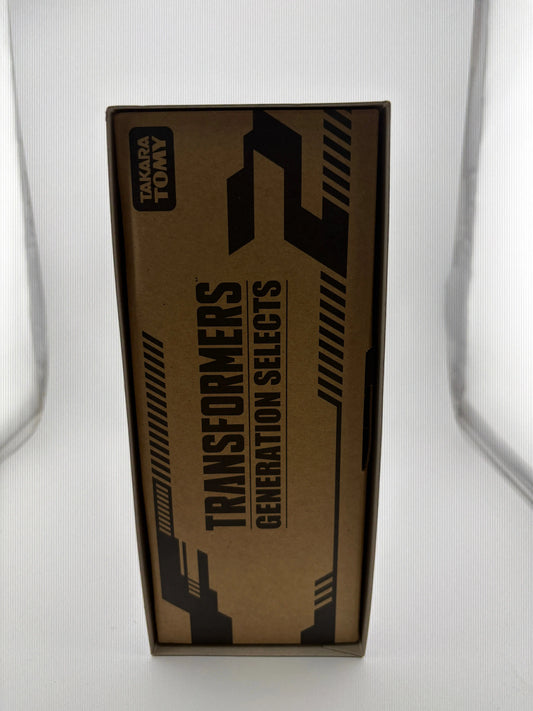 TAKARA
TOMY
TRANSFORMERS
GENERATION SELECTS